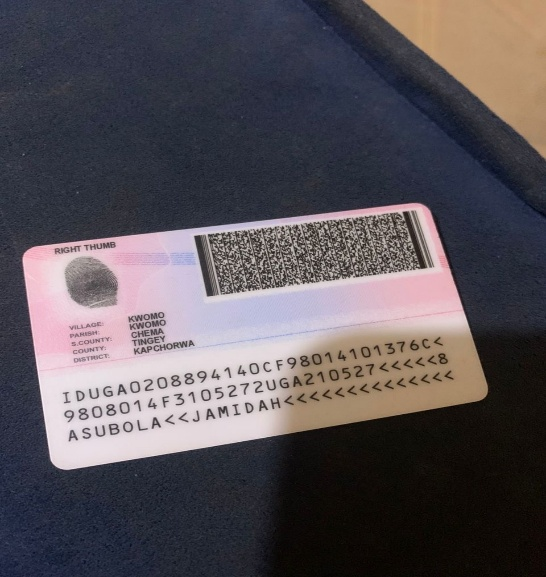 RIGHT THUMB
VILLAGE: KWOMO
PARISH: KWOMO
S.COUNTY: CHEMA
COUNTY: TINGEY
DISTRICT: KAPCHORWA
IDUGA0208894140CF98014101376C<
9808014F3105272UGA210527<<<<<8
ASUBOLA<<JAMIDAH<<<<<<<<<<<<<<